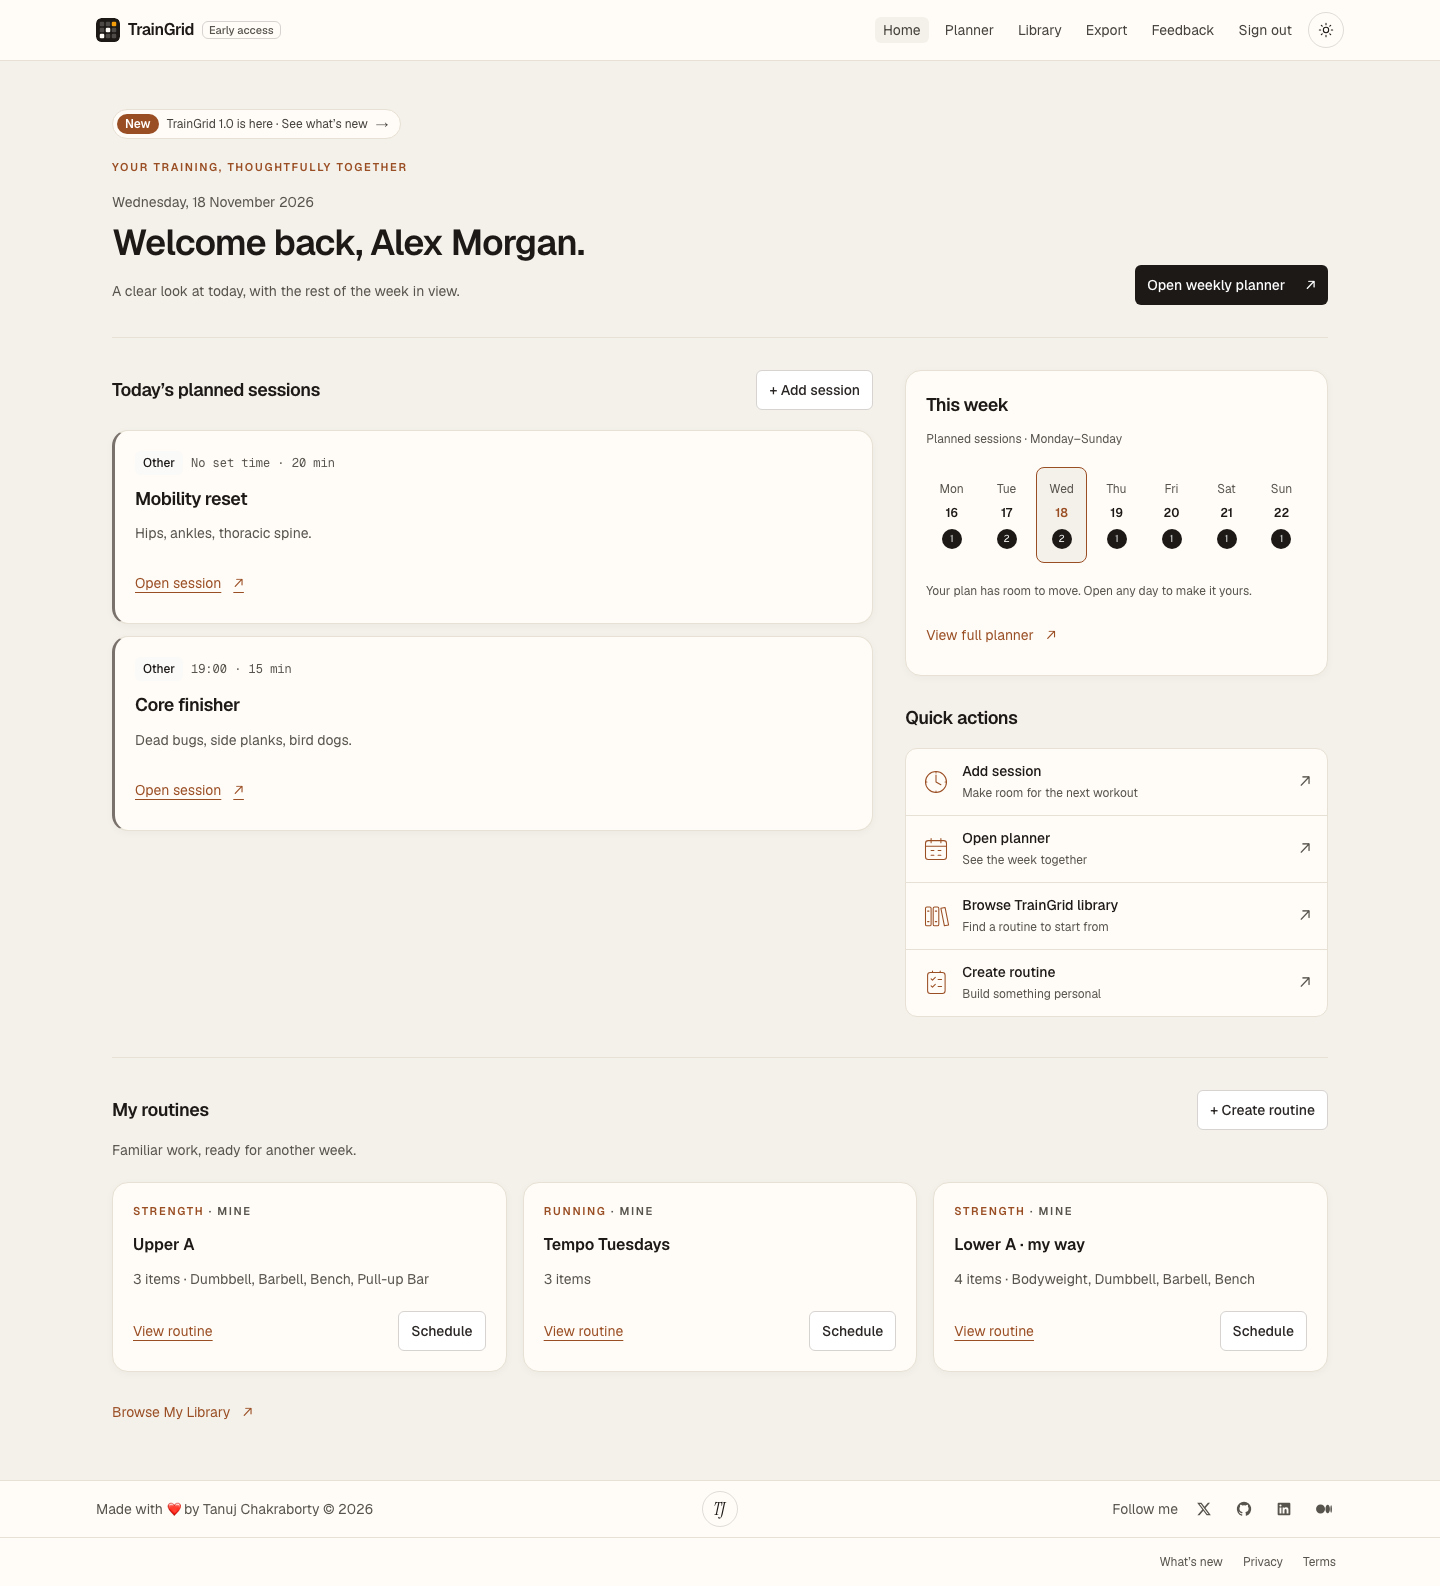 TrainGrid Early access
Home Planner Library Export Feedback Sign out
New TrainGrid 1.0 is here · See what's new →
YOUR TRAINING, THOUGHTFULLY TOGETHER
Wednesday, 18 November 2026
Welcome back, Alex Morgan.
A clear look at today, with the rest of the week in view.
Open weekly planner ↗
Today's planned sessions
+ Add session
Other No set time · 20 min
Mobility reset
Hips, ankles, thoracic spine.
Open session ↗
Other 19:00 · 15 min
Core finisher
Dead bugs, side planks, bird dogs.
Open session ↗
This week
Planned sessions · Monday–Sunday
Mon Tue Wed Thu Fri Sat Sun
16 17 18 19 20 21 22
1 2 2 1 1 1 1
Your plan has room to move. Open any day to make it yours.
View full planner ↗
Quick actions
Add session ↗
Make room for the next workout
Open planner ↗
See the week together
Browse TrainGrid library ↗
Find a routine to start from
Create routine ↗
Build something personal
My routines
+ Create routine
Familiar work, ready for another week.
STRENGTH · MINE
Upper A
3 items · Dumbbell, Barbell, Bench, Pull-up Bar
View routine Schedule
RUNNING · MINE
Tempo Tuesdays
3 items
View routine Schedule
STRENGTH · MINE
Lower A · my way
4 items · Bodyweight, Dumbbell, Barbell, Bench
View routine Schedule
Browse My Library ↗
Made with ❤️ by Tanuj Chakraborty © 2026
TJ
Follow me
What's new Privacy Terms